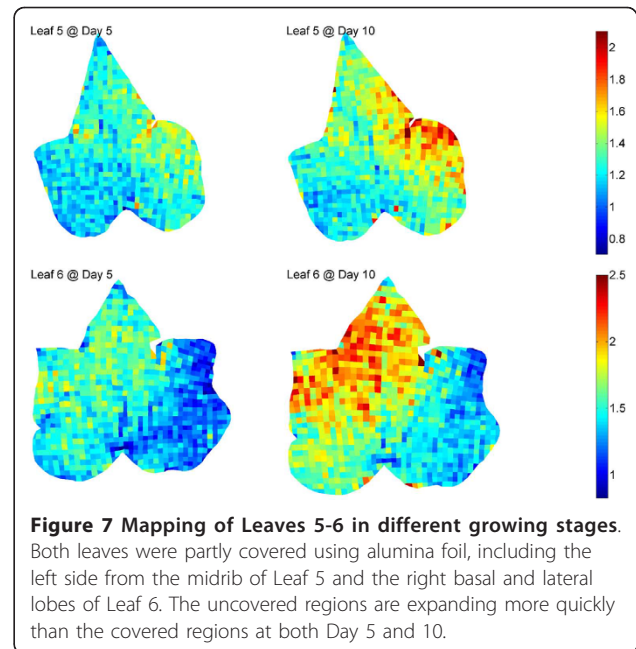 Leaf 5 @ Day 5
Leaf 5 @ Day 10
2
1.8
1.6
1.4
1.2
1
0.8
Leaf 6 @ Day 5
Leaf 6 @ Day 10
2.5
2
1.5
1
Figure 7 Mapping of Leaves 5-6 in different growing stages.
Both leaves were partly covered using alumina foil, including the
left side from the midrib of Leaf 5 and the right basal and lateral
lobes of Leaf 6. The uncovered regions are expanding more quickly
than the covered regions at both Day 5 and 10.